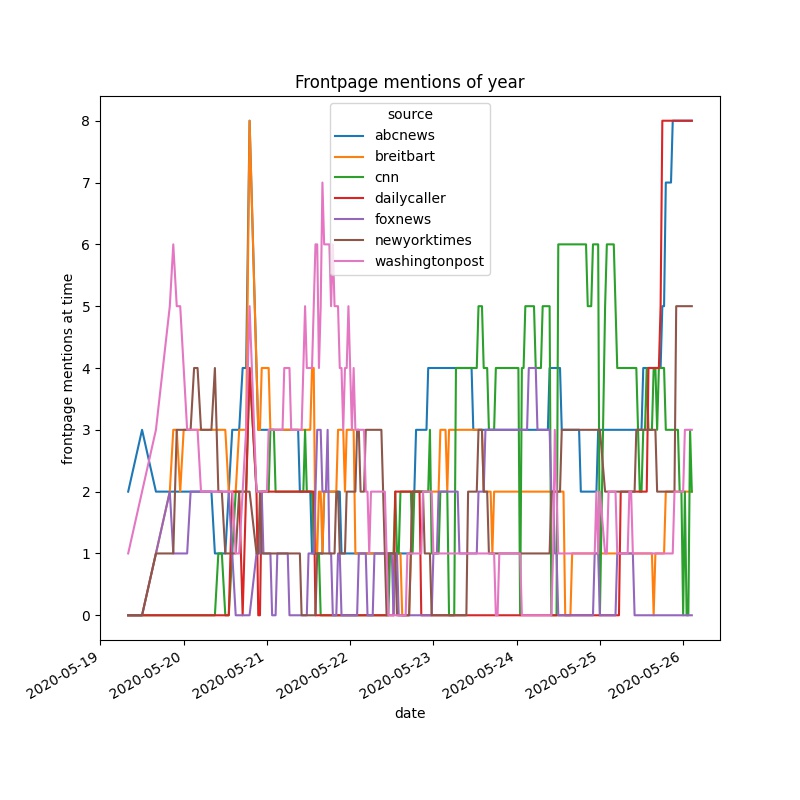 Frontpage mentions of year
source
abcnews
breitbart
cnn
dailycaller
foxnews
newyorktimes
washingtonpost
frontpage mentions at time
8
7
6
5
4
3
2
1
0
2020-05-19
2020-05-20
2020-05-21
2020-05-22
2020-05-23
2020-05-24
2020-05-25
2020-05-26
date